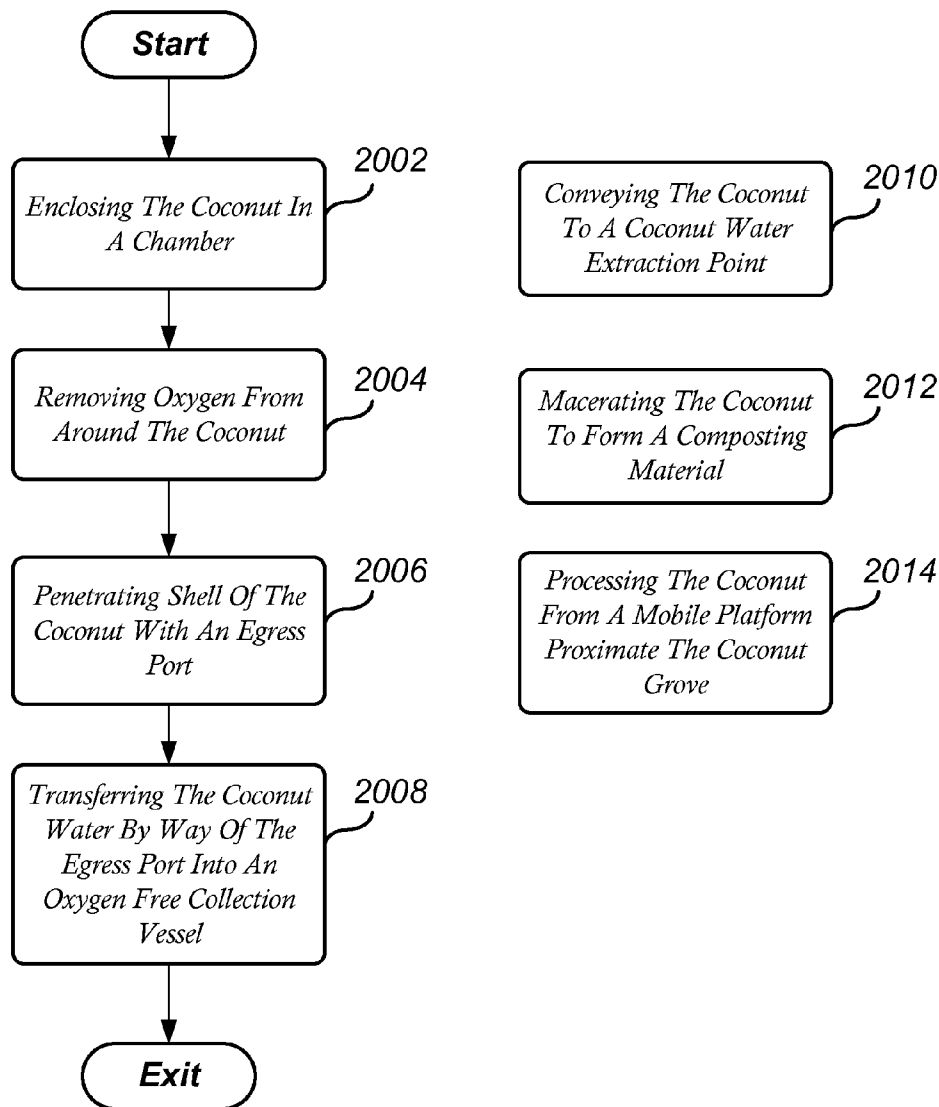 Start
2002
Enclosing The Coconut In
A Chamber
2004
Removing Oxygen From
Around The Coconut
2006
Penetrating Shell Of The
Coconut With An Egress
Port
2008
Transferring The Coconut
Water By Way Of The
Egress Port Into An
Oxygen Free Collection
Vessel
Exit
2010
Conveying The Coconut
To A Coconut Water
Extraction Point
2012
Macerating The Coconut
To Form A Composting
Material
2014
Processing The Coconut
From A Mobile Platform
Proximate The Coconut
Grove